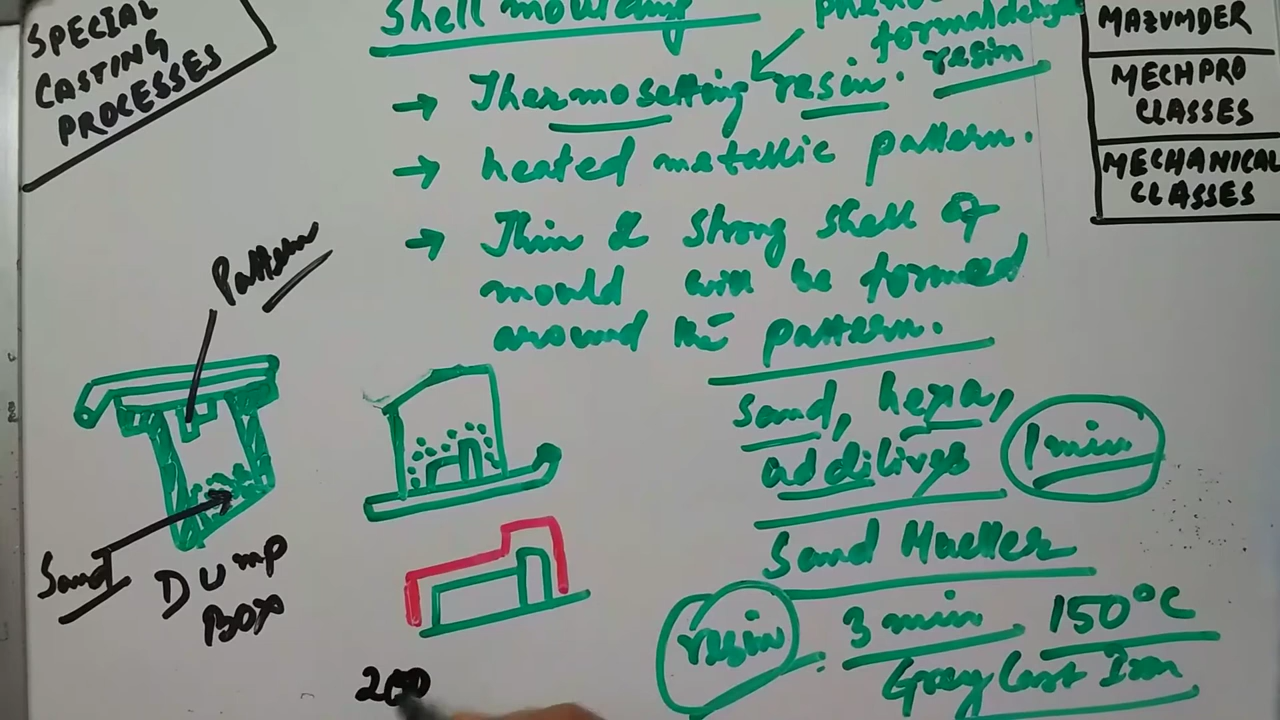 SPECIAL
CASTING
PROCESSES
Shell moulding
formaldehyde
resin
→ Thermosetting resin.
→ heated metallic pattern.
→ Thin & strong shell of
mould will be formed
around the pattern.
MAZUMDER
MECHPRO
CLASSES
MECHANICAL
CLASSES
Pattern
Sand
DUmp
BOX
sand, hexa,
additives
1 min
Sand Mueller
resin
3 min, 150°C
Grey Cast Iron